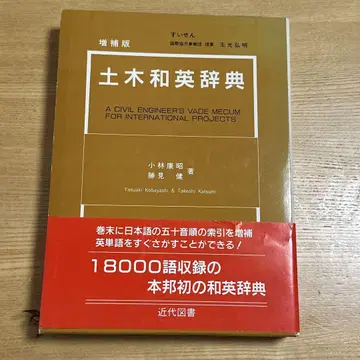 すいせん
増補版
国際協力事業団 理事
土木和英辞典
A CIVIL ENGINEER'S VADE MECUM
FOR INTERNATIONAL PROJECTS
小林康昭
勝見 健
著
Yasuaki Kobayashi & Takeshi Katsumi
巻末に日本語の五十音順の索引を増補
英単語をすぐさがすことができる!
18000語収録の
本邦初の和英辞典
近代図書